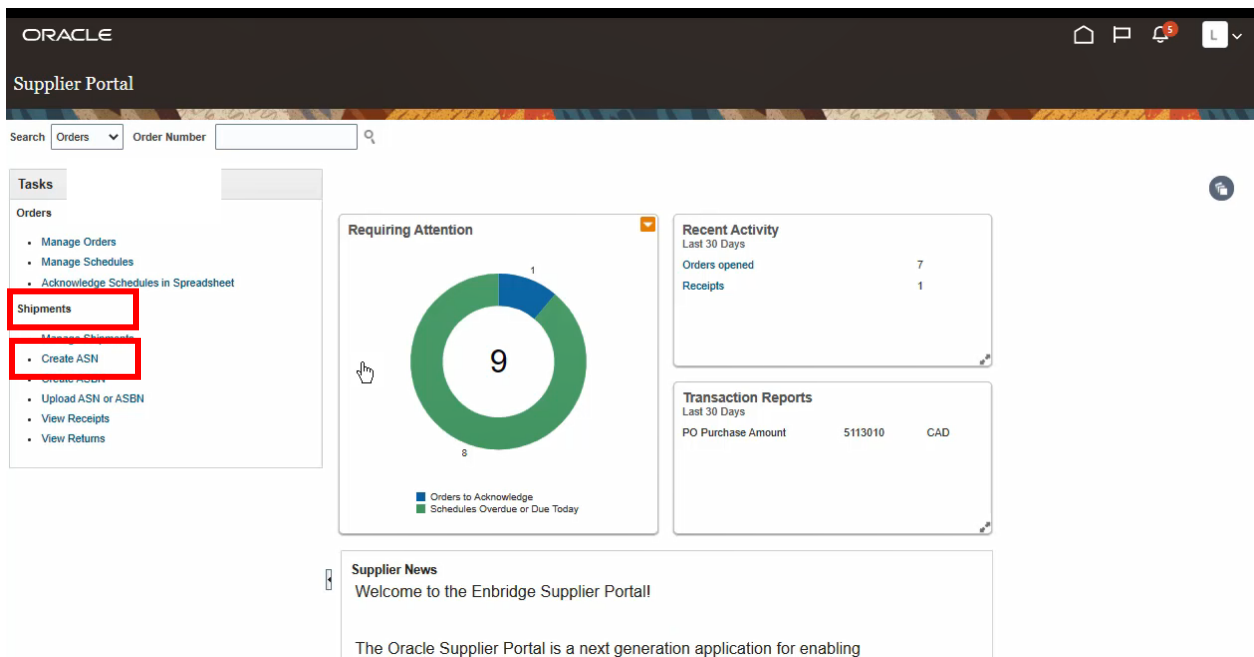 ORACLE
5
L
Supplier Portal
Search Orders Order Number
Tasks
Orders
Manage Orders
Manage Schedules
Acknowledge Schedules in Spreadsheet
Shipments
Manage Shipments
Create ASN
Create ASBN
Upload ASN or ASBN
View Receipts
View Returns
Requiring Attention
1
9
8
Orders to Acknowledge
Schedules Overdue or Due Today
Recent Activity
Last 30 Days
Orders opened 7
Receipts 1
Transaction Reports
Last 30 Days
PO Purchase Amount 5113010 CAD
Supplier News
Welcome to the Enbridge Supplier Portal!
The Oracle Supplier Portal is a next generation application for enabling